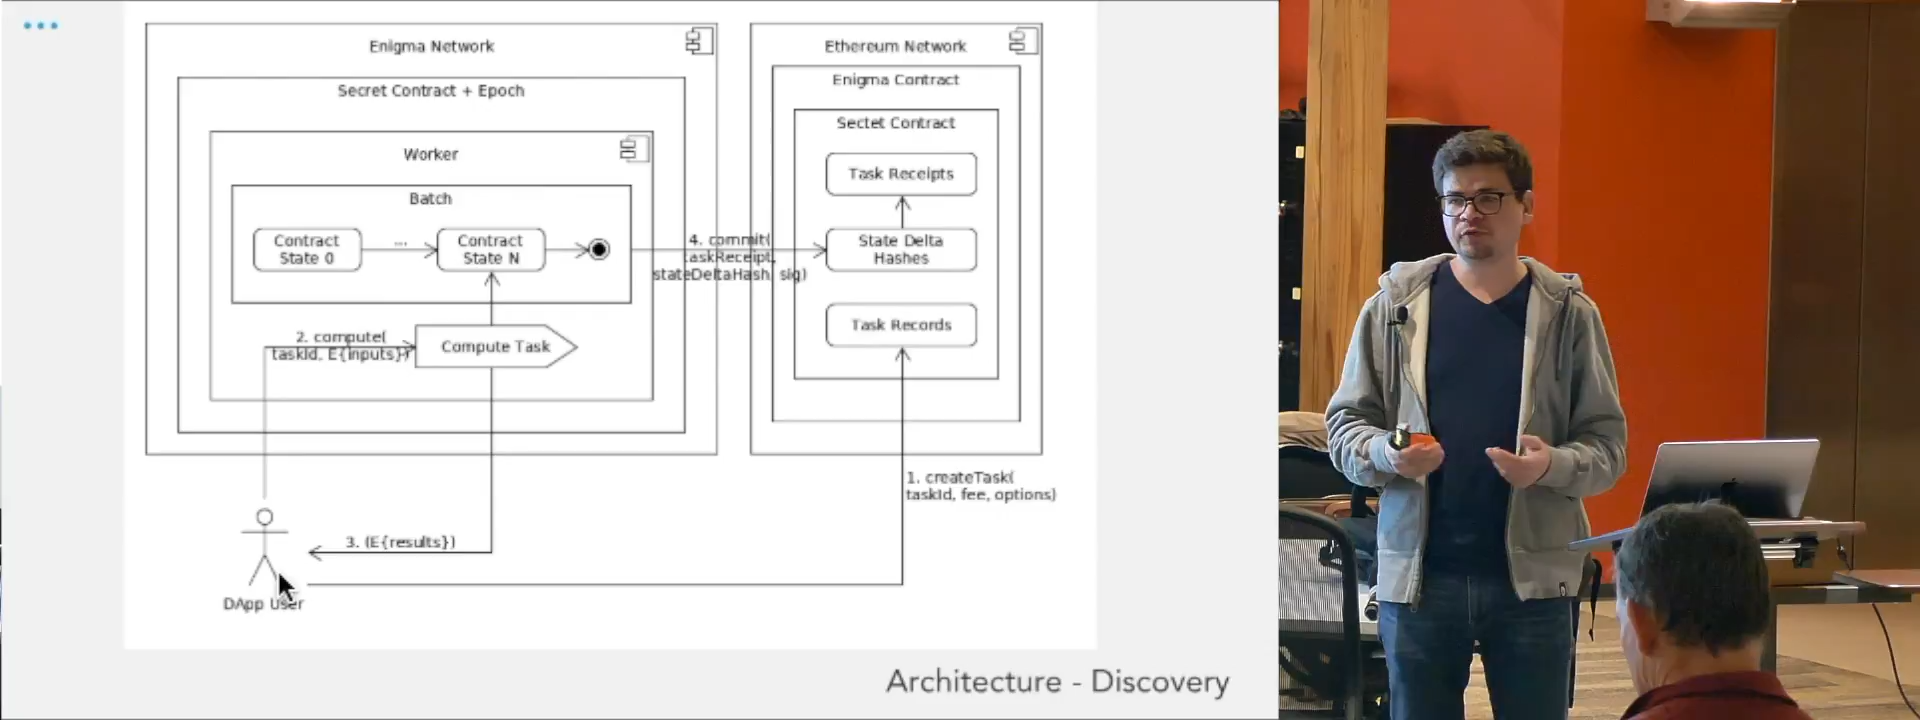 Enigma Network
Secret Contract + Epoch
Worker
Batch
Contract
State 0
...
Contract
State N
2. compute(
taskId, E{inputs})
Compute Task
3. (E{results})
DApp User
4. commit(
taskReceipt,
stateDeltaHash, sig)
Ethereum Network
Enigma Contract
Sectet Contract
Task Receipts
State Delta
Hashes
Task Records
1. createTask(
taskId, fee, options)
Architecture - Discovery